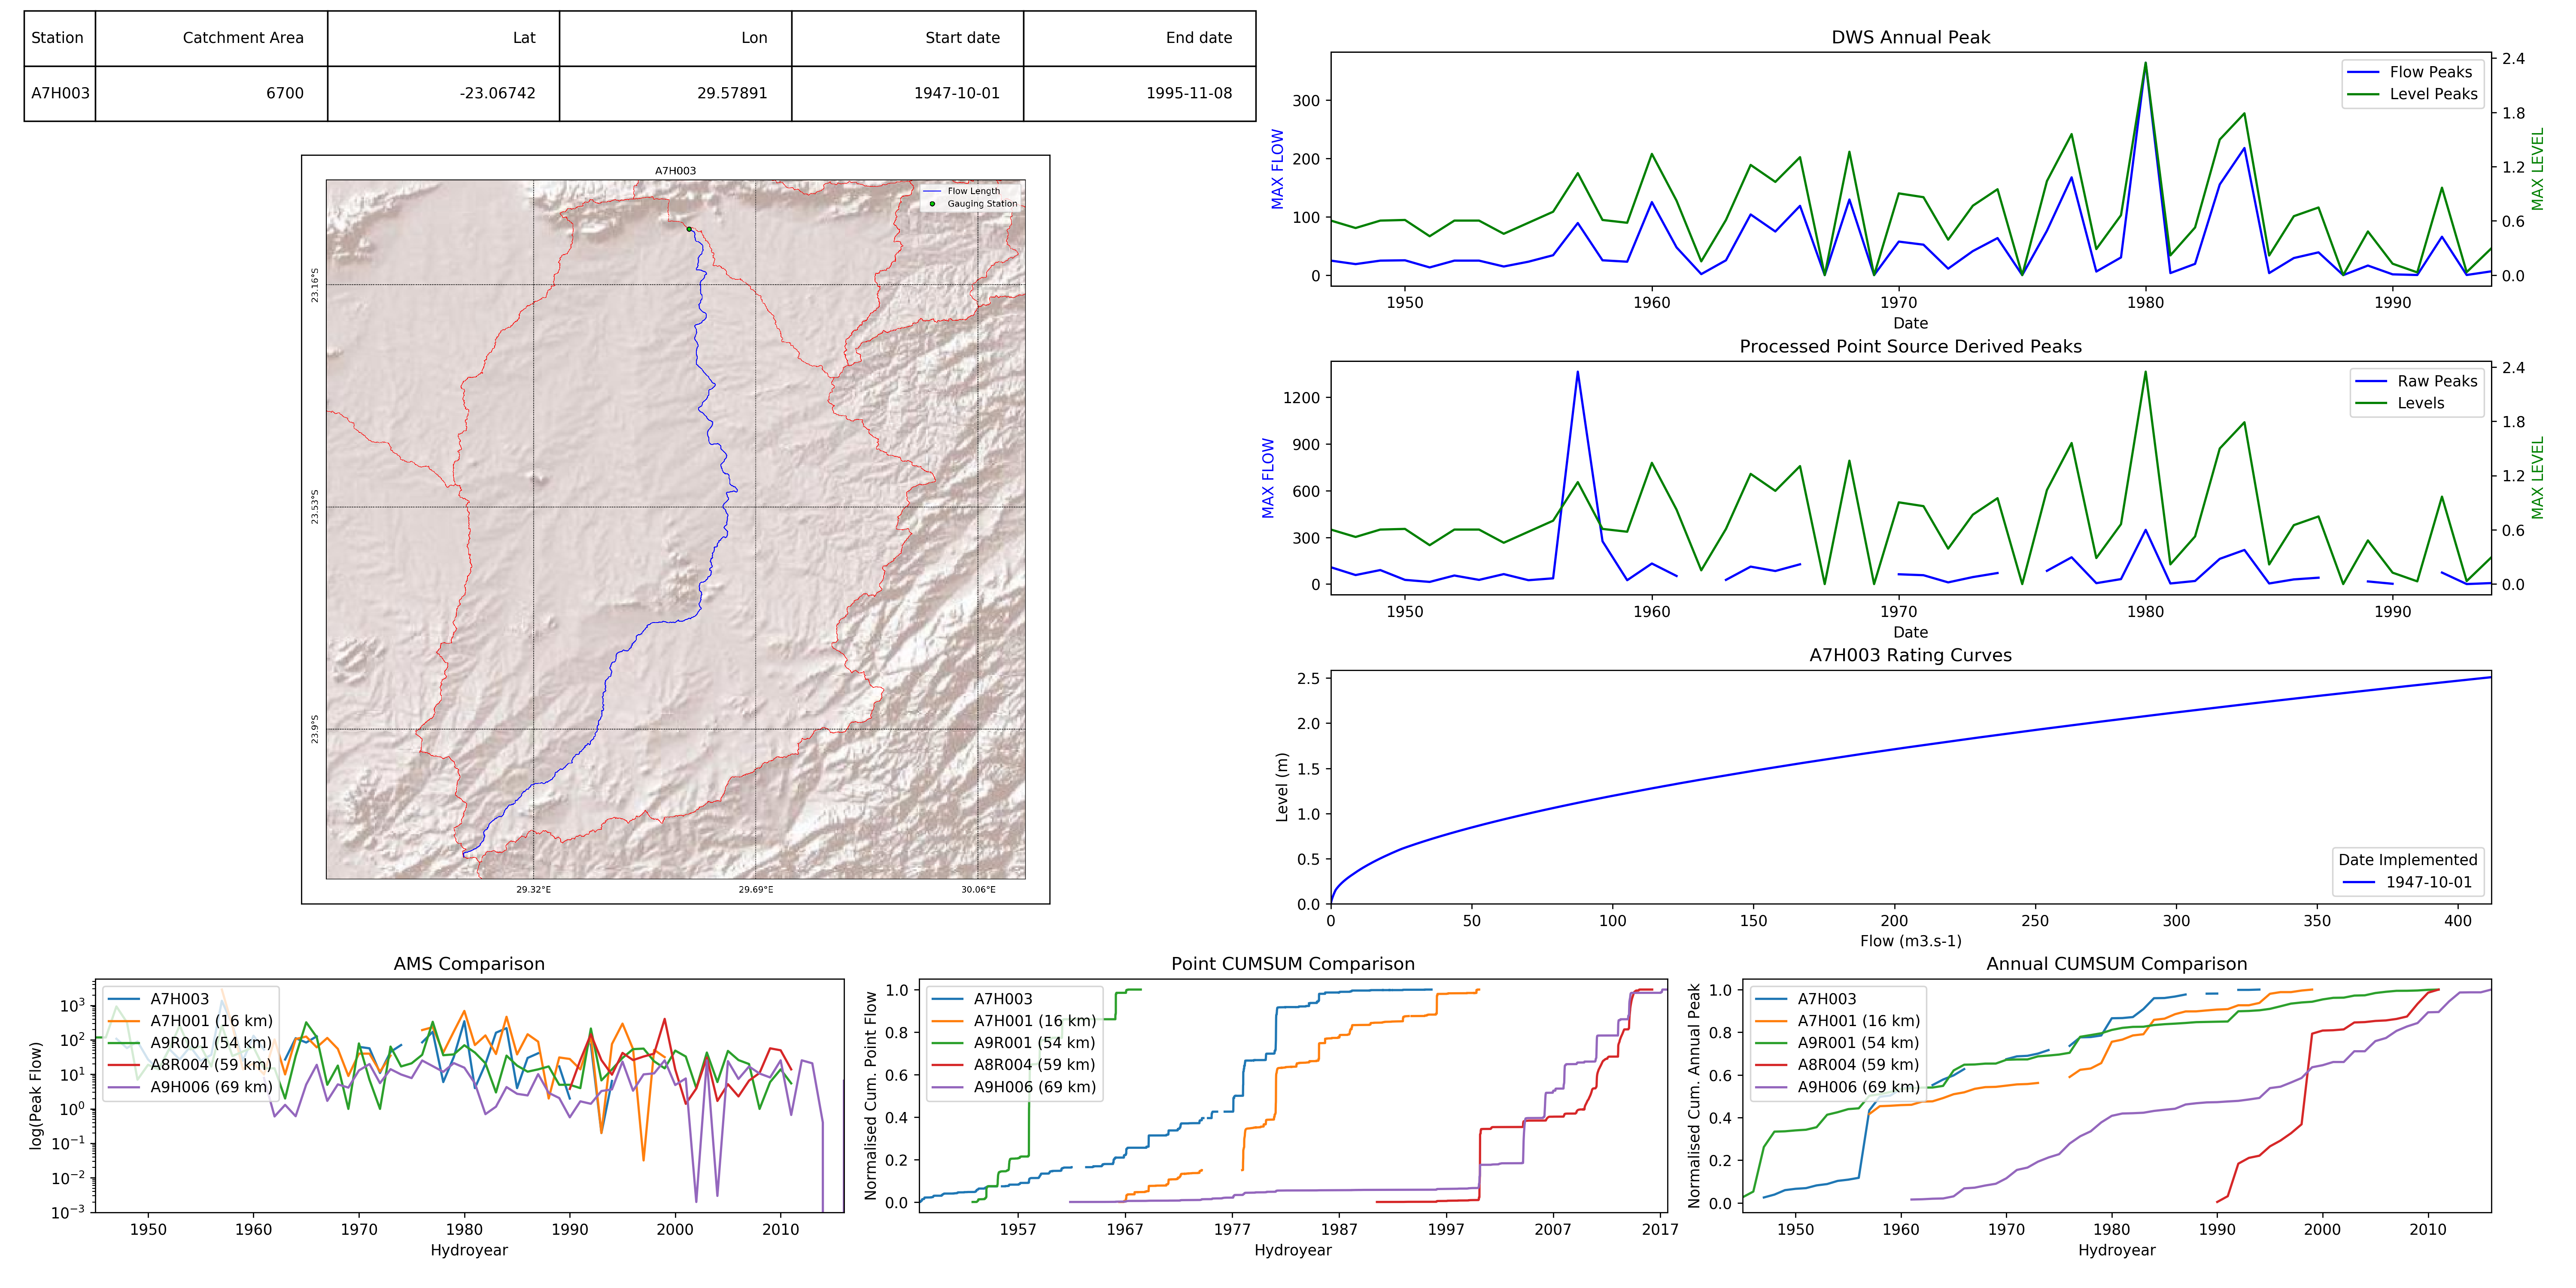 Station Catchment Area Lat Lon Start date End date
A7H003 6700 -23.06742 29.57891 1947-10-01 1995-11-08
A7H003
Flow Length
Gauging Station
23.16°S
23.53°S
23.9°S
29.32°E 29.69°E 30.06°E
DWS Annual Peak
Flow Peaks
Level Peaks
MAX FLOW
300
200
100
0
MAX LEVEL
2.4
1.8
1.2
0.6
0.0
1950 1960 1970 1980 1990
Date
Processed Point Source Derived Peaks
Raw Peaks
Levels
MAX FLOW
1200
900
600
300
0
MAX LEVEL
2.4
1.8
1.2
0.6
0.0
1950 1960 1970 1980 1990
Date
A7H003 Rating Curves
Level (m)
2.5
2.0
1.5
1.0
0.5
0.0
Date Implemented
1947-10-01
0 50 100 150 200 250 300 350 400
Flow (m3.s-1)
AMS Comparison
A7H003
A7H001 (16 km)
A9R001 (54 km)
A8R004 (59 km)
A9H006 (69 km)
log(Peak Flow)
10³
10²
10¹
10⁰
10⁻¹
10⁻²
10⁻³
1950 1960 1970 1980 1990 2000 2010
Hydroyear
Point CUMSUM Comparison
A7H003
A7H001 (16 km)
A9R001 (54 km)
A8R004 (59 km)
A9H006 (69 km)
Normalised Cum. Point Flow
1.0
0.8
0.6
0.4
0.2
0.0
1957 1967 1977 1987 1997 2007 2017
Hydroyear
Annual CUMSUM Comparison
A7H003
A7H001 (16 km)
A9R001 (54 km)
A8R004 (59 km)
A9H006 (69 km)
Normalised Cum. Annual Peak
1.0
0.8
0.6
0.4
0.2
0.0
1950 1960 1970 1980 1990 2000 2010
Hydroyear